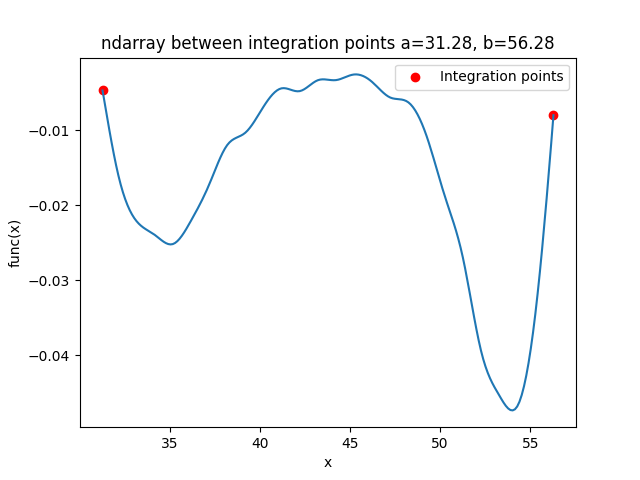 ndarray between integration points a=31.28, b=56.28
Integration points
−0.01
−0.02
−0.03
−0.04
func(x)
35 40 45 50 55
x